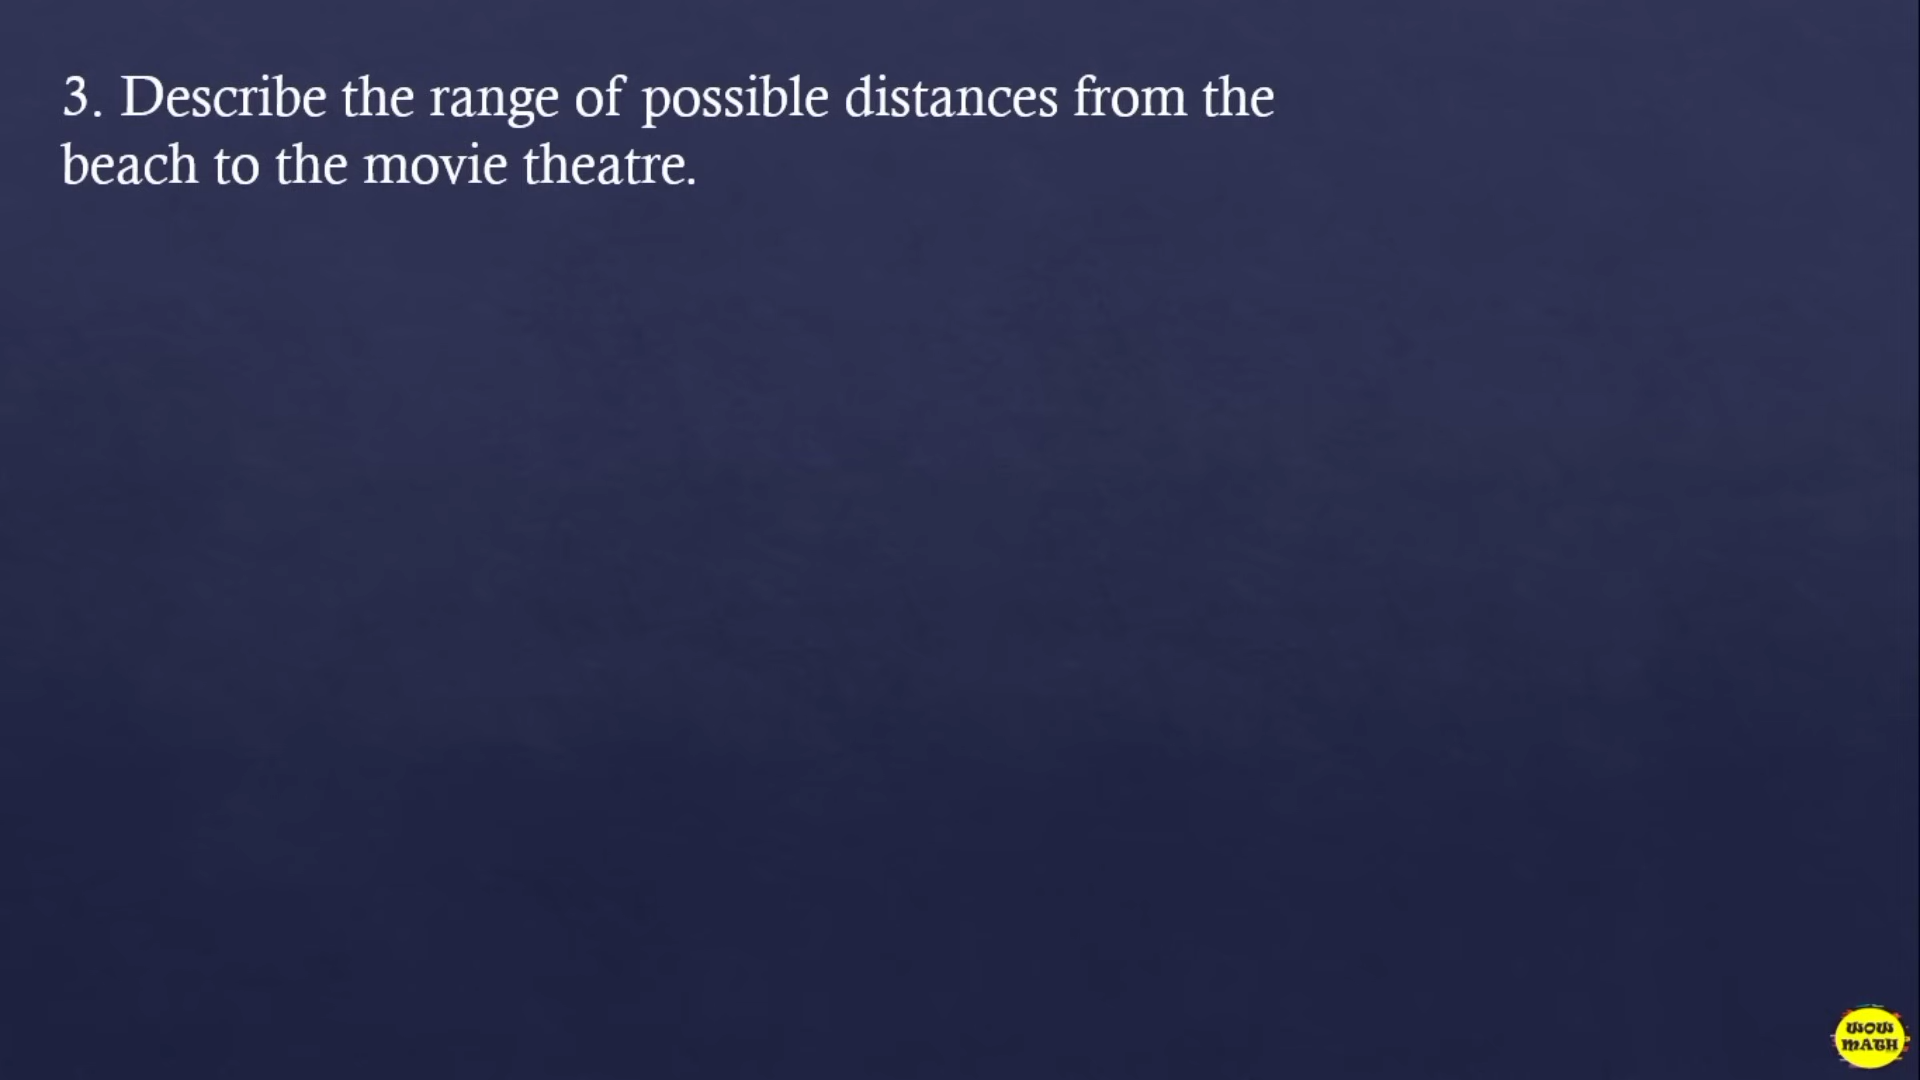 3. Describe the range of possible distances from the
beach to the movie theatre.
WOW
MATH